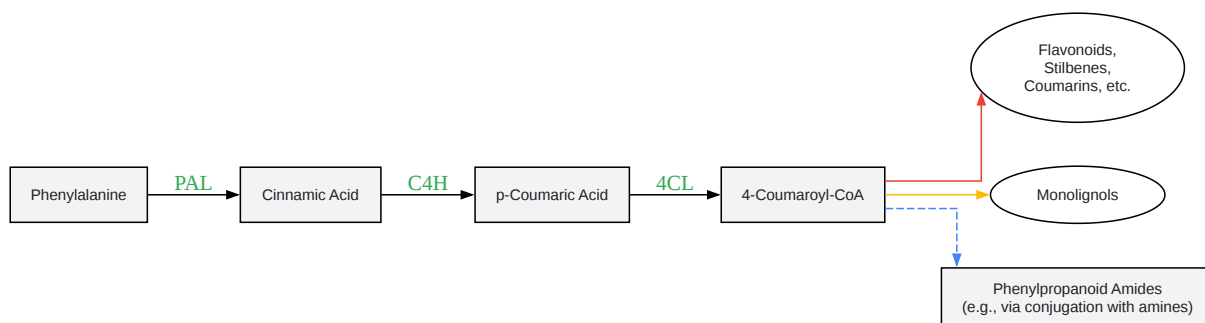 Flavonoids,
Stilbenes,
Coumarins, etc.
Phenylalanine
PAL
Cinnamic Acid
C4H
p-Coumaric Acid
4CL
4-Coumaroyl-CoA
Monolignols
Phenylpropanoid Amides
(e.g., via conjugation with amines)